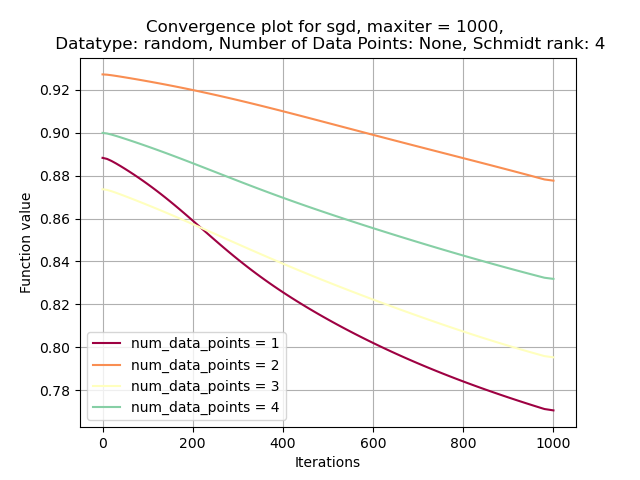 Convergence plot for sgd, maxiter = 1000,
Datatype: random, Number of Data Points: None, Schmidt rank: 4
0.92
0.90
0.88
0.86
0.84
0.82
0.80
0.78
Function value
num_data_points = 1
num_data_points = 2
num_data_points = 3
num_data_points = 4
0 200 400 600 800 1000
Iterations